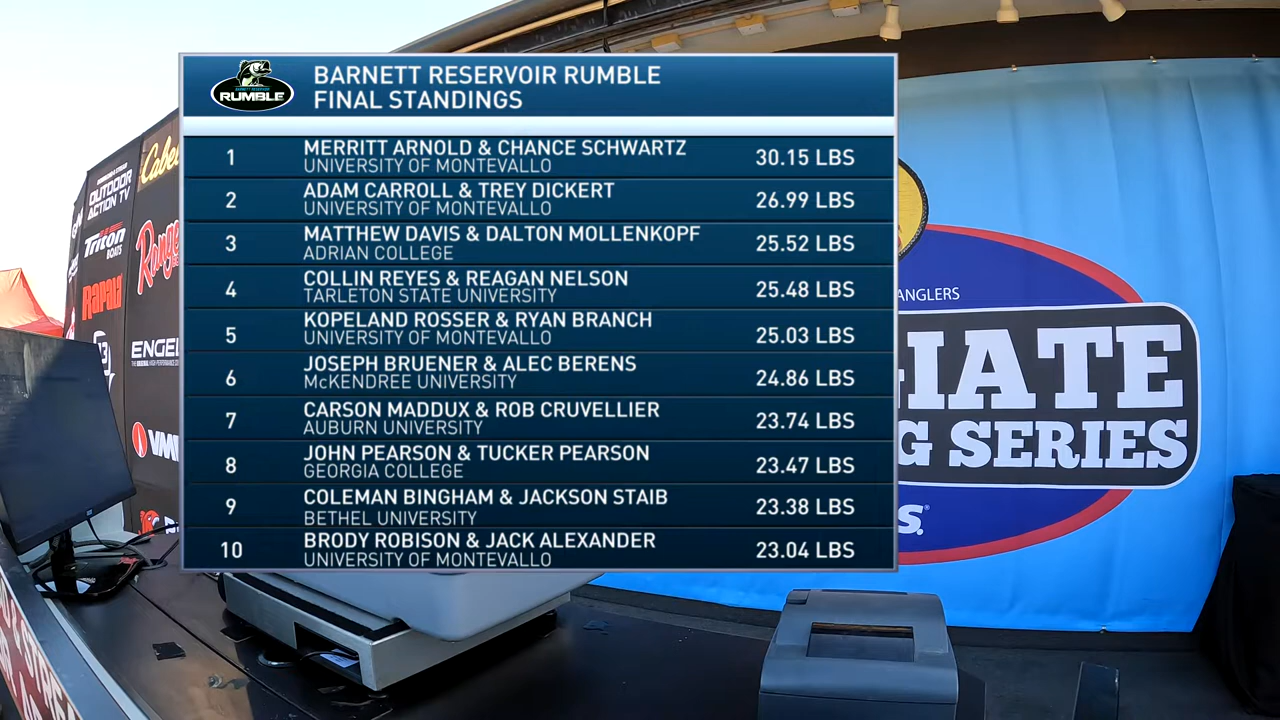 BARNETT RESERVOIR RUMBLE
FINAL STANDINGS
BARNETT RESERVOIR
RUMBLE
1 MERRITT ARNOLD & CHANCE SCHWARTZ 30.15 LBS
UNIVERSITY OF MONTEVALLO
2 ADAM CARROLL & TREY DICKERT 26.99 LBS
UNIVERSITY OF MONTEVALLO
3 MATTHEW DAVIS & DALTON MOLLENKOPF 25.52 LBS
ADRIAN COLLEGE
4 COLLIN REYES & REAGAN NELSON 25.48 LBS
TARLETON STATE UNIVERSITY
5 KOPELAND ROSSER & RYAN BRANCH 25.03 LBS
UNIVERSITY OF MONTEVALLO
6 JOSEPH BRUENER & ALEC BERENS 24.86 LBS
McKENDREE UNIVERSITY
7 CARSON MADDUX & ROB CRUVELLIER 23.74 LBS
AUBURN UNIVERSITY
8 JOHN PEARSON & TUCKER PEARSON 23.47 LBS
GEORGIA COLLEGE
9 COLEMAN BINGHAM & JACKSON STAIB 23.38 LBS
BETHEL UNIVERSITY
10 BRODY ROBISON & JACK ALEXANDER 23.04 LBS
UNIVERSITY OF MONTEVALLO
OUTDOOR
ACTION TV
Cabel
Triton
BOATS
Range
Rapala
ENGEL
VMC
ANGLERS
IATE
G SERIES
S.®